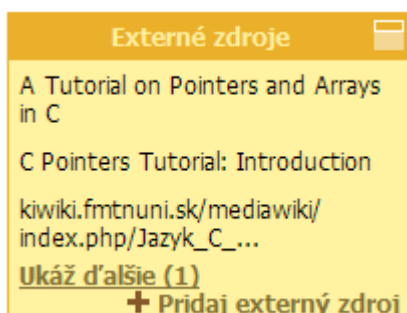 Externé zdroje
A Tutorial on Pointers and Arrays
in C
C Pointers Tutorial: Introduction
kiwiki.fmtnuni.sk/mediawiki/
index.php/Jazyk_C_...
Ukáž ďalšie (1)
+ Pridaj externý zdroj